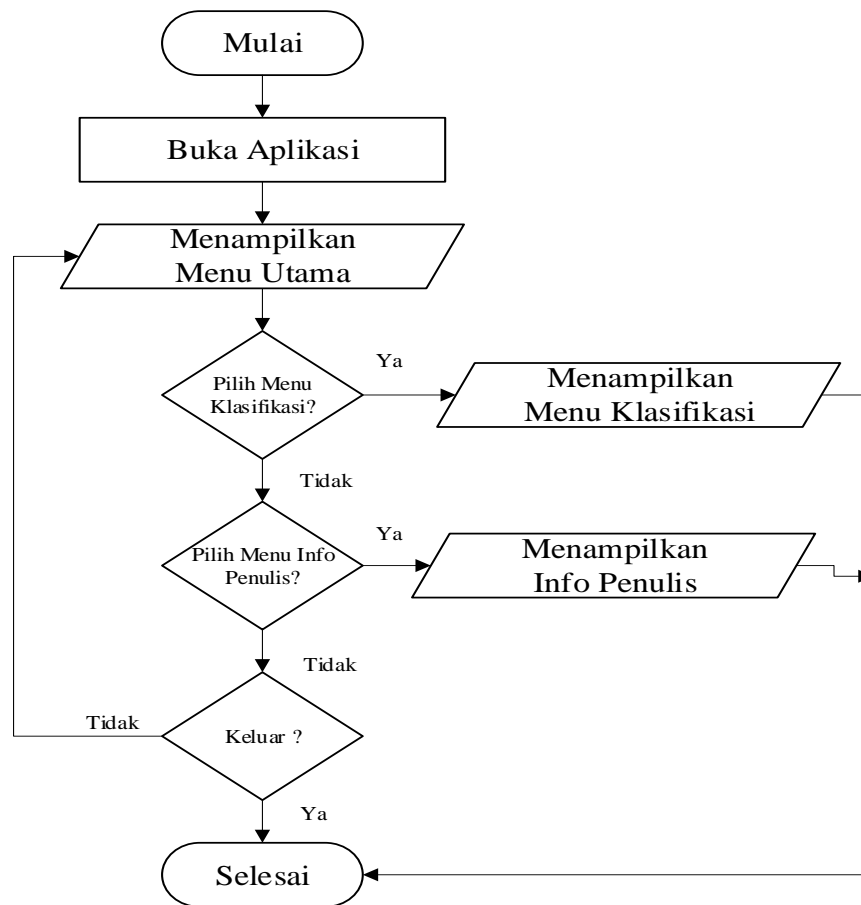 Mulai
Buka Aplikasi
Menampilkan
Menu Utama
Pilih Menu
Klasifikasi?
Ya
Menampilkan
Menu Klasifikasi
Tidak
Pilih Menu Info
Penulis?
Ya
Menampilkan
Info Penulis
Tidak
Keluar ?
Tidak
Ya
Selesai